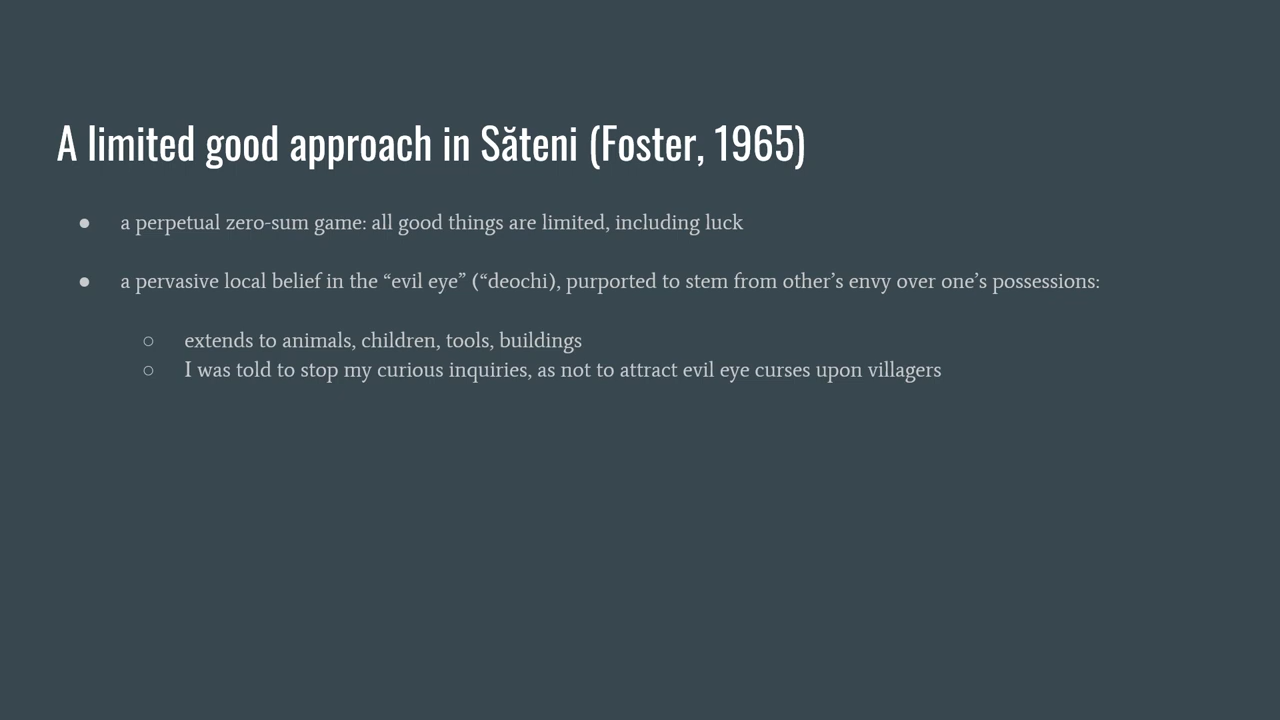 A limited good approach in Săteni (Foster, 1965)
● a perpetual zero-sum game: all good things are limited, including luck
● a pervasive local belief in the “evil eye” (“deochi), purported to stem from other’s envy over one’s possessions:
○ extends to animals, children, tools, buildings
○ I was told to stop my curious inquiries, as not to attract evil eye curses upon villagers